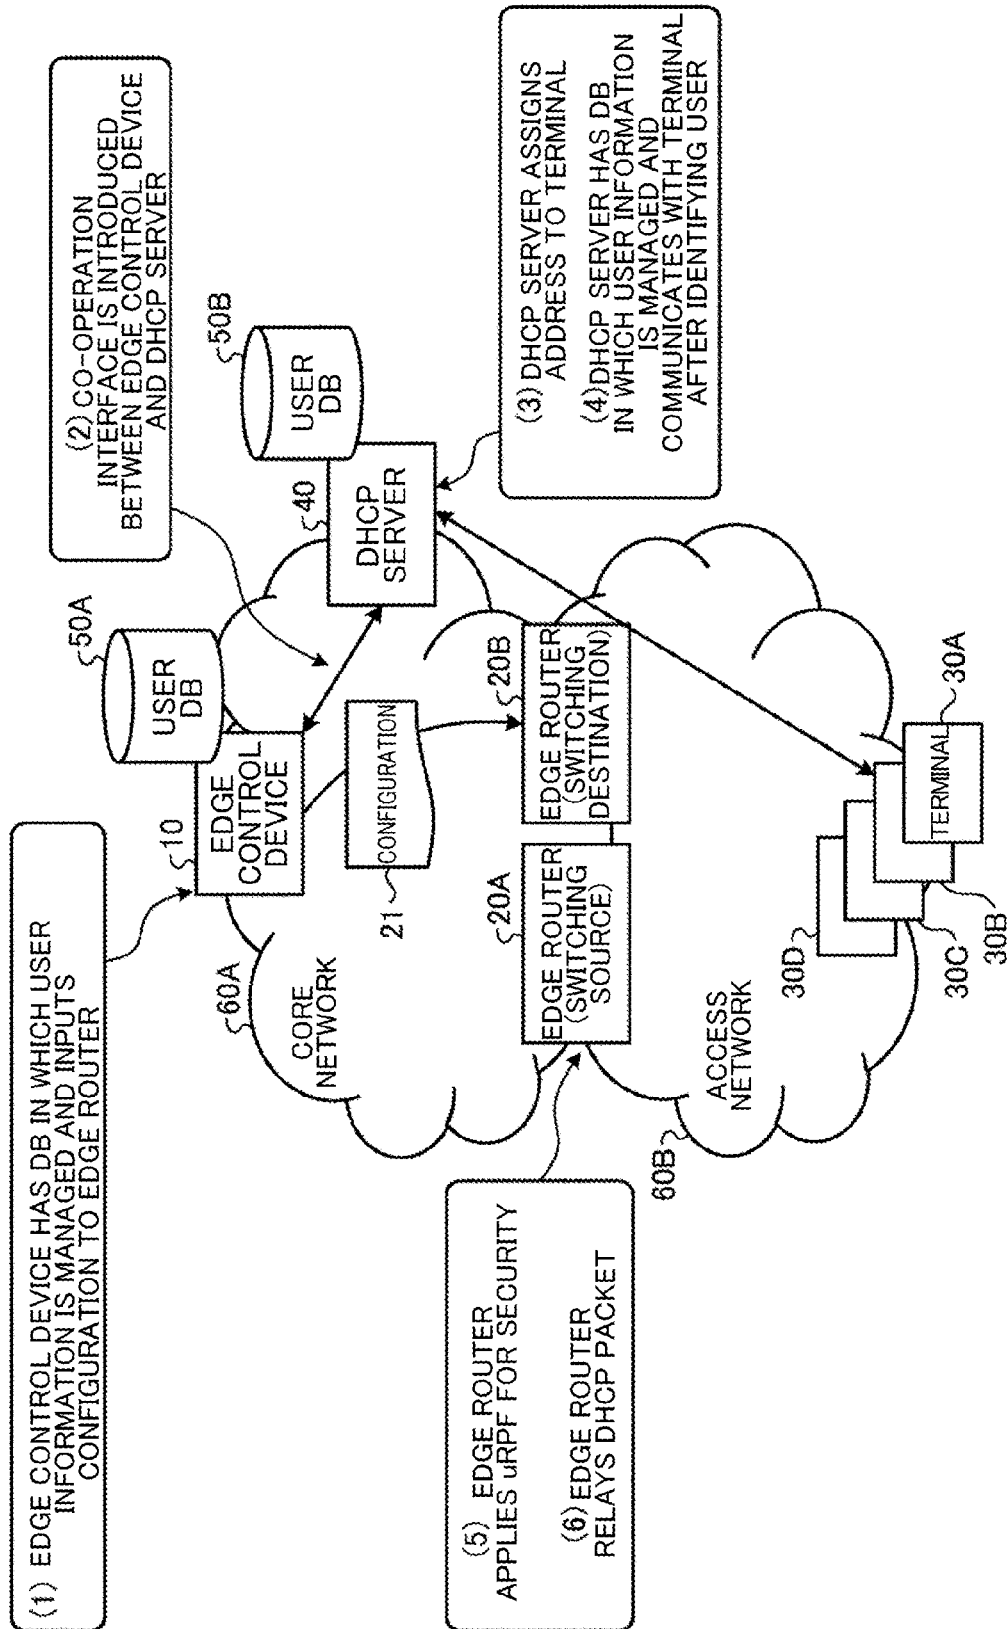 (1) EDGE CONTROL DEVICE HAS DB IN WHICH USER
INFORMATION IS MANAGED AND INPUTS
CONFIGURATION TO EDGE ROUTER
(2) CO-OPERATION
INTERFACE IS INTRODUCED
BETWEEN EDGE CONTROL DEVICE
AND DHCP SERVER
50A
USER
DB
10
EDGE
CONTROL
DEVICE
50B
USER
DB
40
DHCP
SERVER
60A
CORE
NETWORK
21
CONFIGURATION
(3) DHCP SERVER ASSIGNS
ADDRESS TO TERMINAL
(4)DHCP SERVER HAS DB
IN WHICH USER INFORMATION
IS MANAGED AND
COMMUNICATES WITH TERMINAL
AFTER IDENTIFYING USER
(5) EDGE ROUTER
APPLIES uRPF FOR SECURITY
(6) EDGE ROUTER
RELAYS DHCP PACKET
20A
EDGE ROUTER
(SWITCHING
SOURCE)
20B
EDGE ROUTER
(SWITCHING
DESTINATION)
60B
ACCESS
NETWORK
30D
30C
30B
TERMINAL
30A